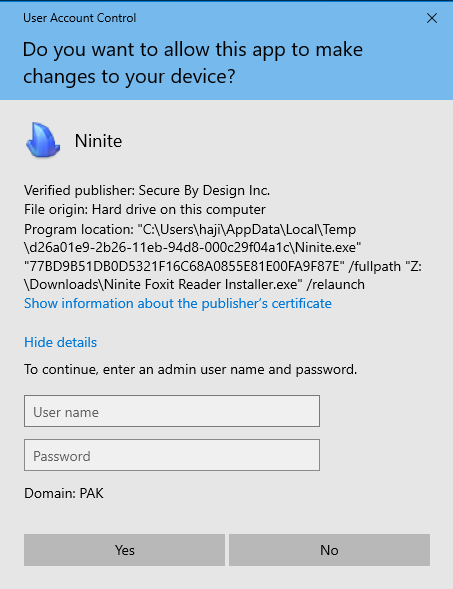 User Account Control
Do you want to allow this app to make
changes to your device?
Ninite
Verified publisher: Secure By Design Inc.
File origin: Hard drive on this computer
Program location: "C:\Users\haji\AppData\Local\Temp
\d26a01e9-2b26-11eb-94d8-000c29f04a1c\Ninite.exe"
"77BD9B51DB0D5321F16C68A0855E81E00FA9F87E" /fullpath "Z:
\Downloads\Ninite Foxit Reader Installer.exe" /relaunch
Show information about the publisher's certificate
Hide details
To continue, enter an admin user name and password.
User name
Password
Domain: PAK
Yes
No